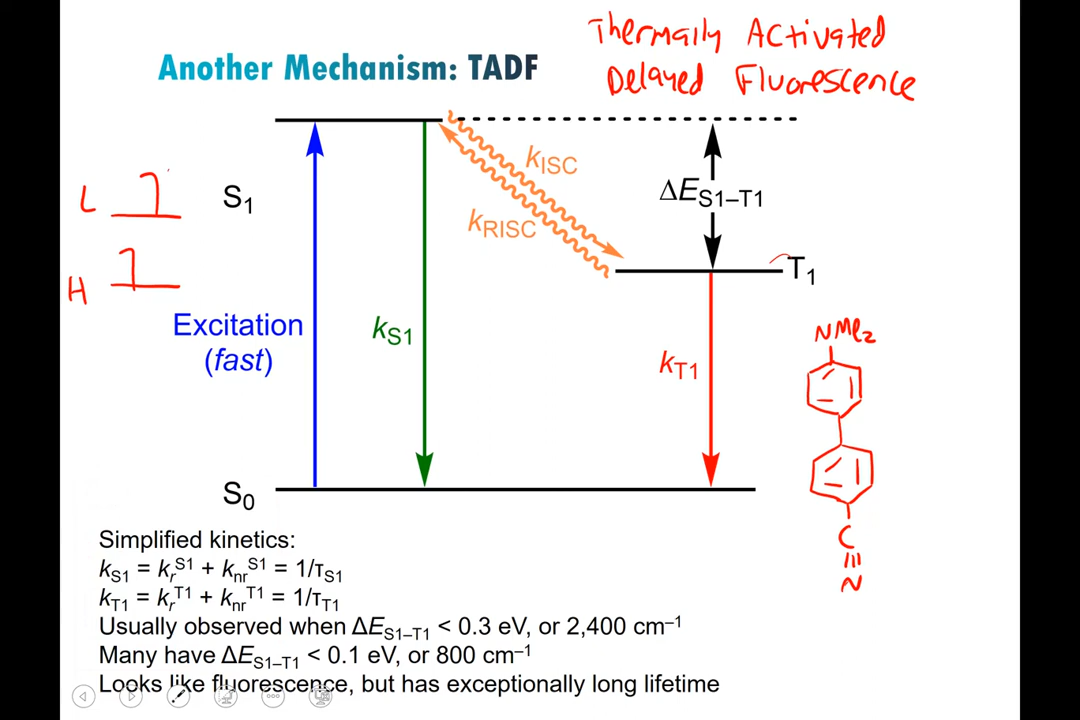 Thermally Activated
Another Mechanism: TADF
Delayed Fluorescence
kISC
L
S1
ΔES1–T1
kRISC
H
T1
Excitation
(fast)
kS1
kT1
NMe2
S0
C
N
Simplified kinetics:
kS1 = krS1 + knrS1 = 1/τS1
kT1 = krT1 + knrT1 = 1/τT1
Usually observed when ΔES1–T1 < 0.3 eV, or 2,400 cm–1
Many have ΔES1–T1 < 0.1 eV, or 800 cm–1
Looks like fluorescence, but has exceptionally long lifetime